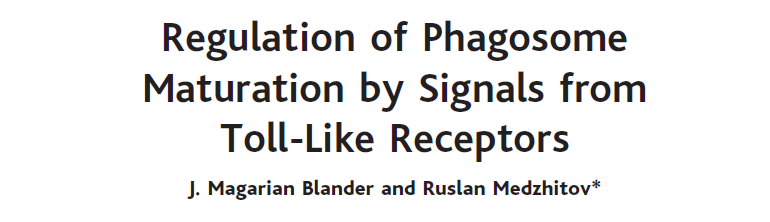 Regulation of Phagosome
Maturation by Signals from
Toll-Like Receptors
J. Magarian Blander and Ruslan Medzhitov*